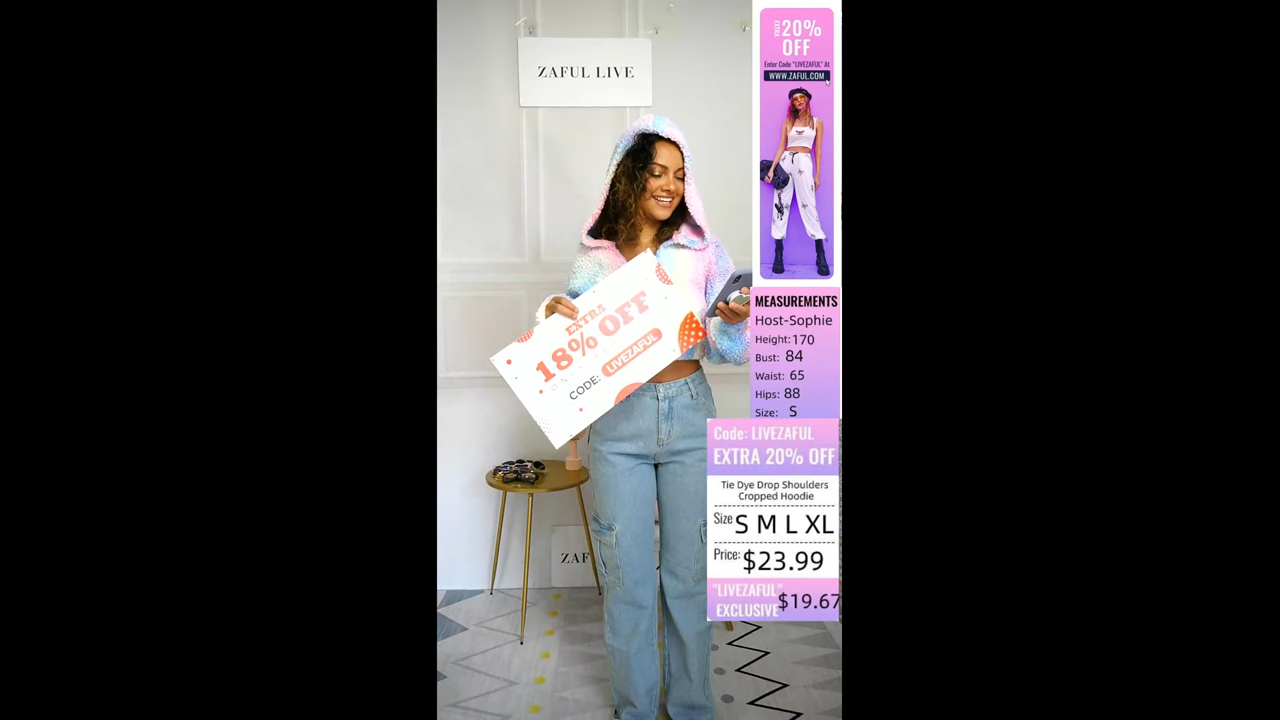 ZAFUL LIVE
EXTRA
18% OFF
CODE: LIVEZAFUL
ZAF
EXTRA 20%
OFF
Enter Code "LIVEZAFUL" At
WWW.ZAFUL.COM
MEASUREMENTS
Host-Sophie
Height: 170
Bust: 84
Waist: 65
Hips: 88
Size: S
Code: LIVEZAFUL
EXTRA 20% OFF
Tie Dye Drop Shoulders
Cropped Hoodie
Size S M L XL
Price: $23.99
"LIVEZAFUL"
EXCLUSIVE $19.67